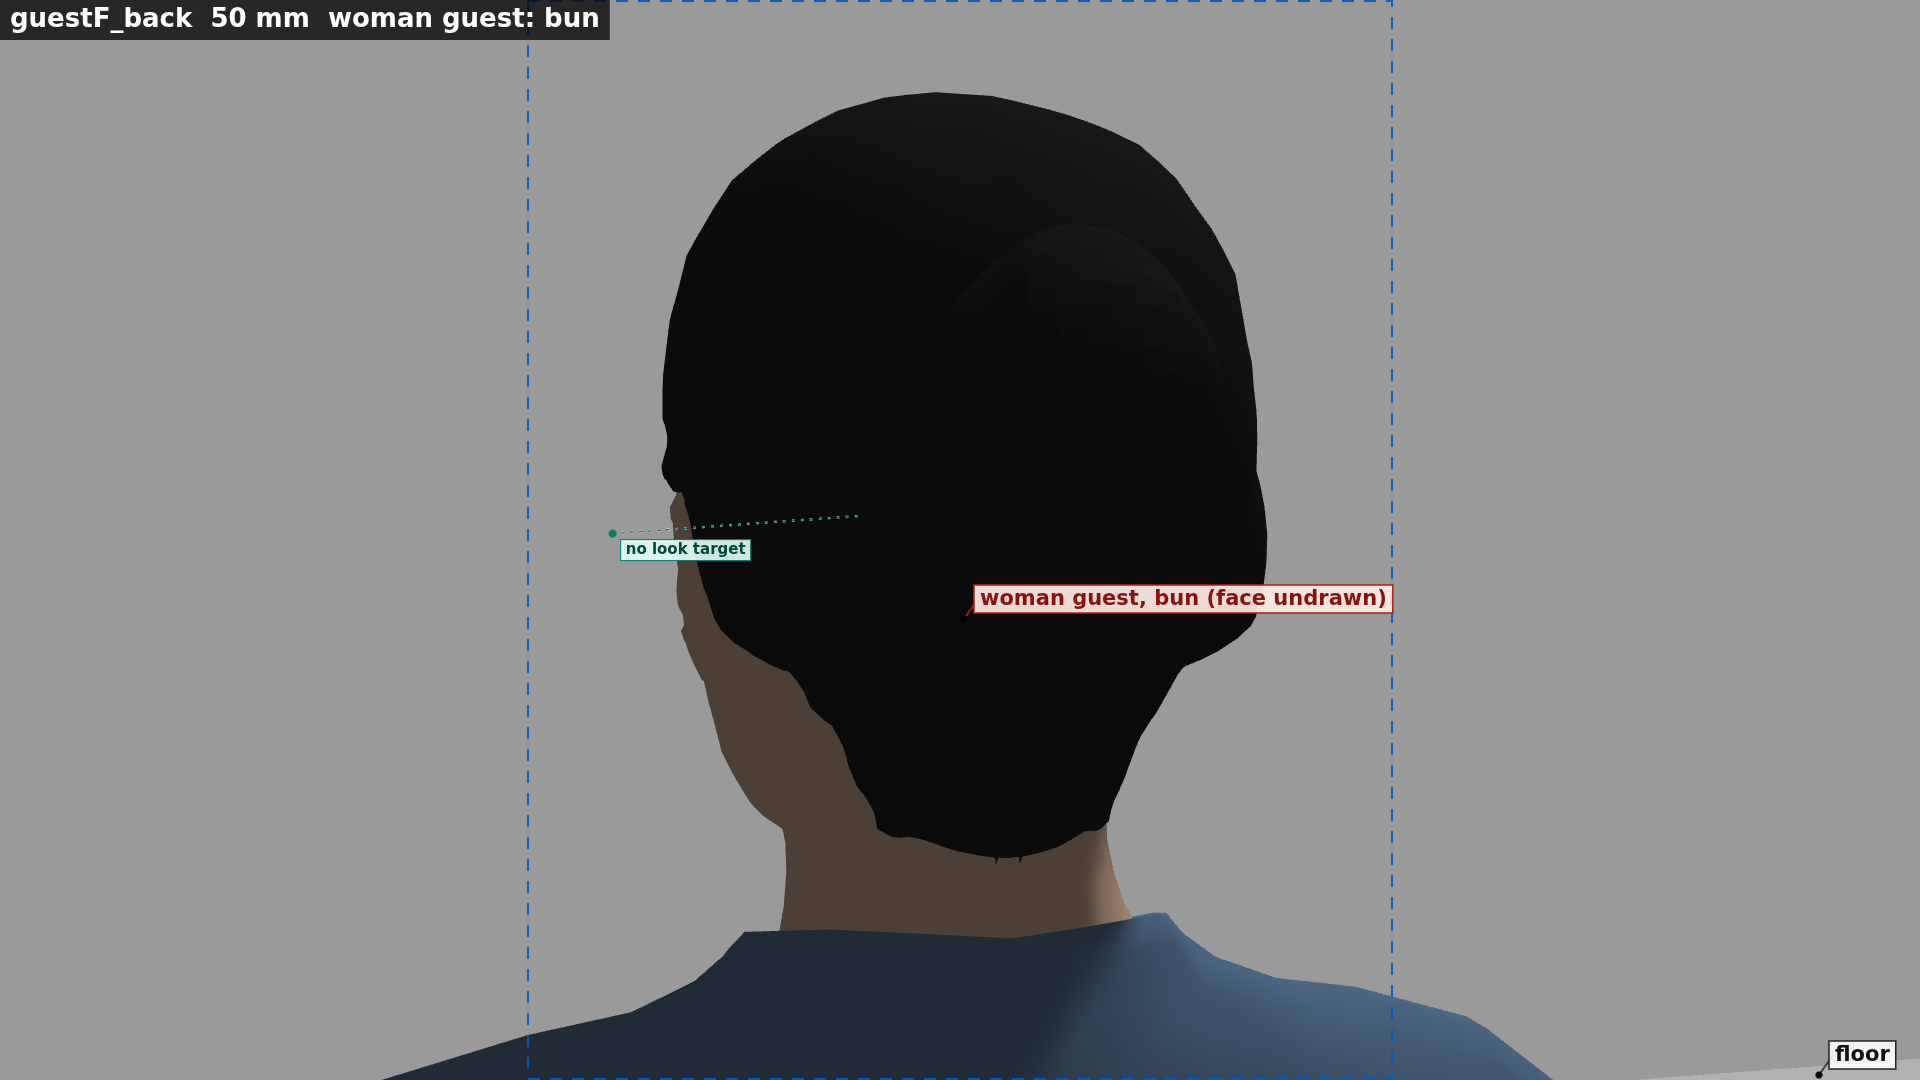 guestF_back  50 mm  woman guest: bun
no look target
woman guest, bun (face undrawn)
floor